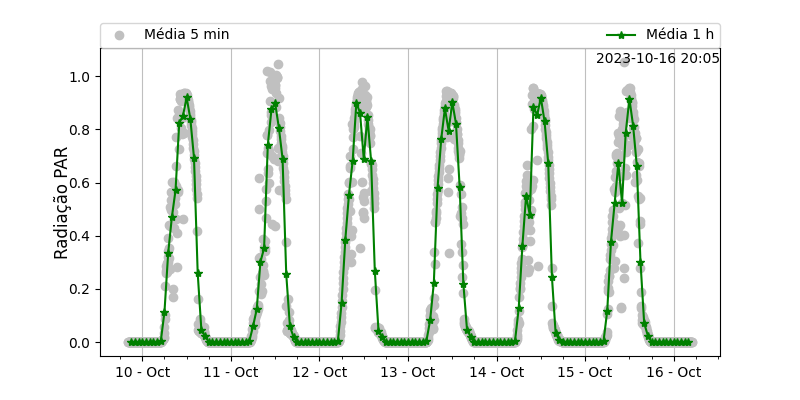 Média 5 min
Média 1 h
2023-10-16 20:05
Radiação PAR
1.0
0.8
0.6
0.4
0.2
0.0
10 - Oct
11 - Oct
12 - Oct
13 - Oct
14 - Oct
15 - Oct
16 - Oct